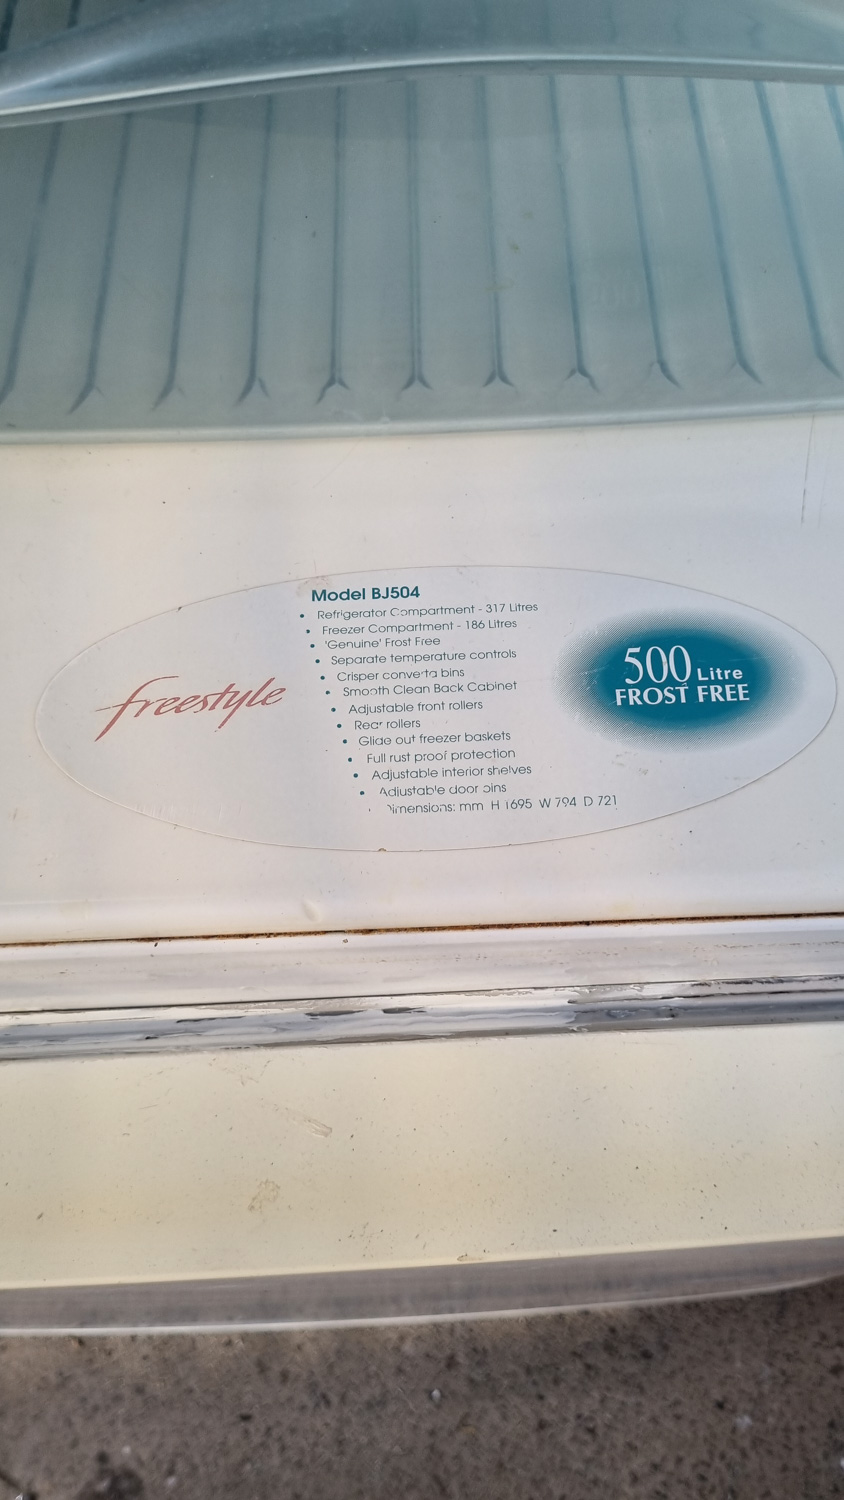 Model BJ504
• Refrigerator Compartment - 317 Litres
• Freezer Compartment - 186 Litres
• 'Genuine' Frost Free
• Separate temperature controls
• Crisper converta bins
• Smooth Clean Back Cabinet
• Adjustable front rollers
• Rear rollers
• Glide out freezer baskets
• Full rust proof protection
• Adjustable interior shelves
• Adjustable door bins
• Dimensions: mm H 1695 W 794 D 721
freestyle
500 Litre
FROST FREE